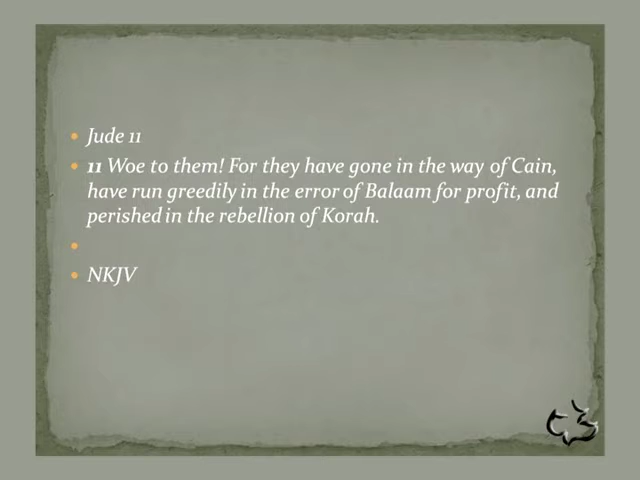 Jude 11
11 Woe to them! For they have gone in the way of Cain,
have run greedily in the error of Balaam for profit, and
perished in the rebellion of Korah.
NKJV